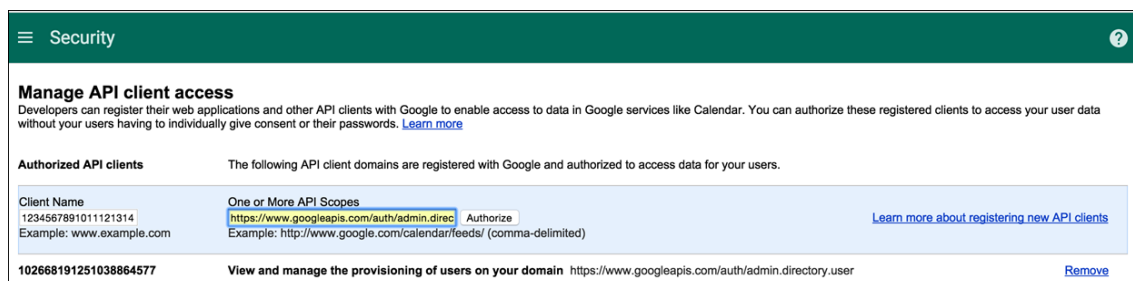 Security
Manage API client access
Developers can register their web applications and other API clients with Google to enable access to data in Google services like Calendar. You can authorize these registered clients to access your user data
without your users having to individually give consent or their passwords. Learn more
Authorized API clients The following API client domains are registered with Google and authorized to access data for your users.
Client Name One or More API Scopes
1234567891011121314 https://www.googleapis.com/auth/admin.direc Authorize Learn more about registering new API clients
Example: www.example.com Example: http://www.google.com/calendar/feeds/ (comma-delimited)
102668191251038864577 View and manage the provisioning of users on your domain https://www.googleapis.com/auth/admin.directory.user Remove